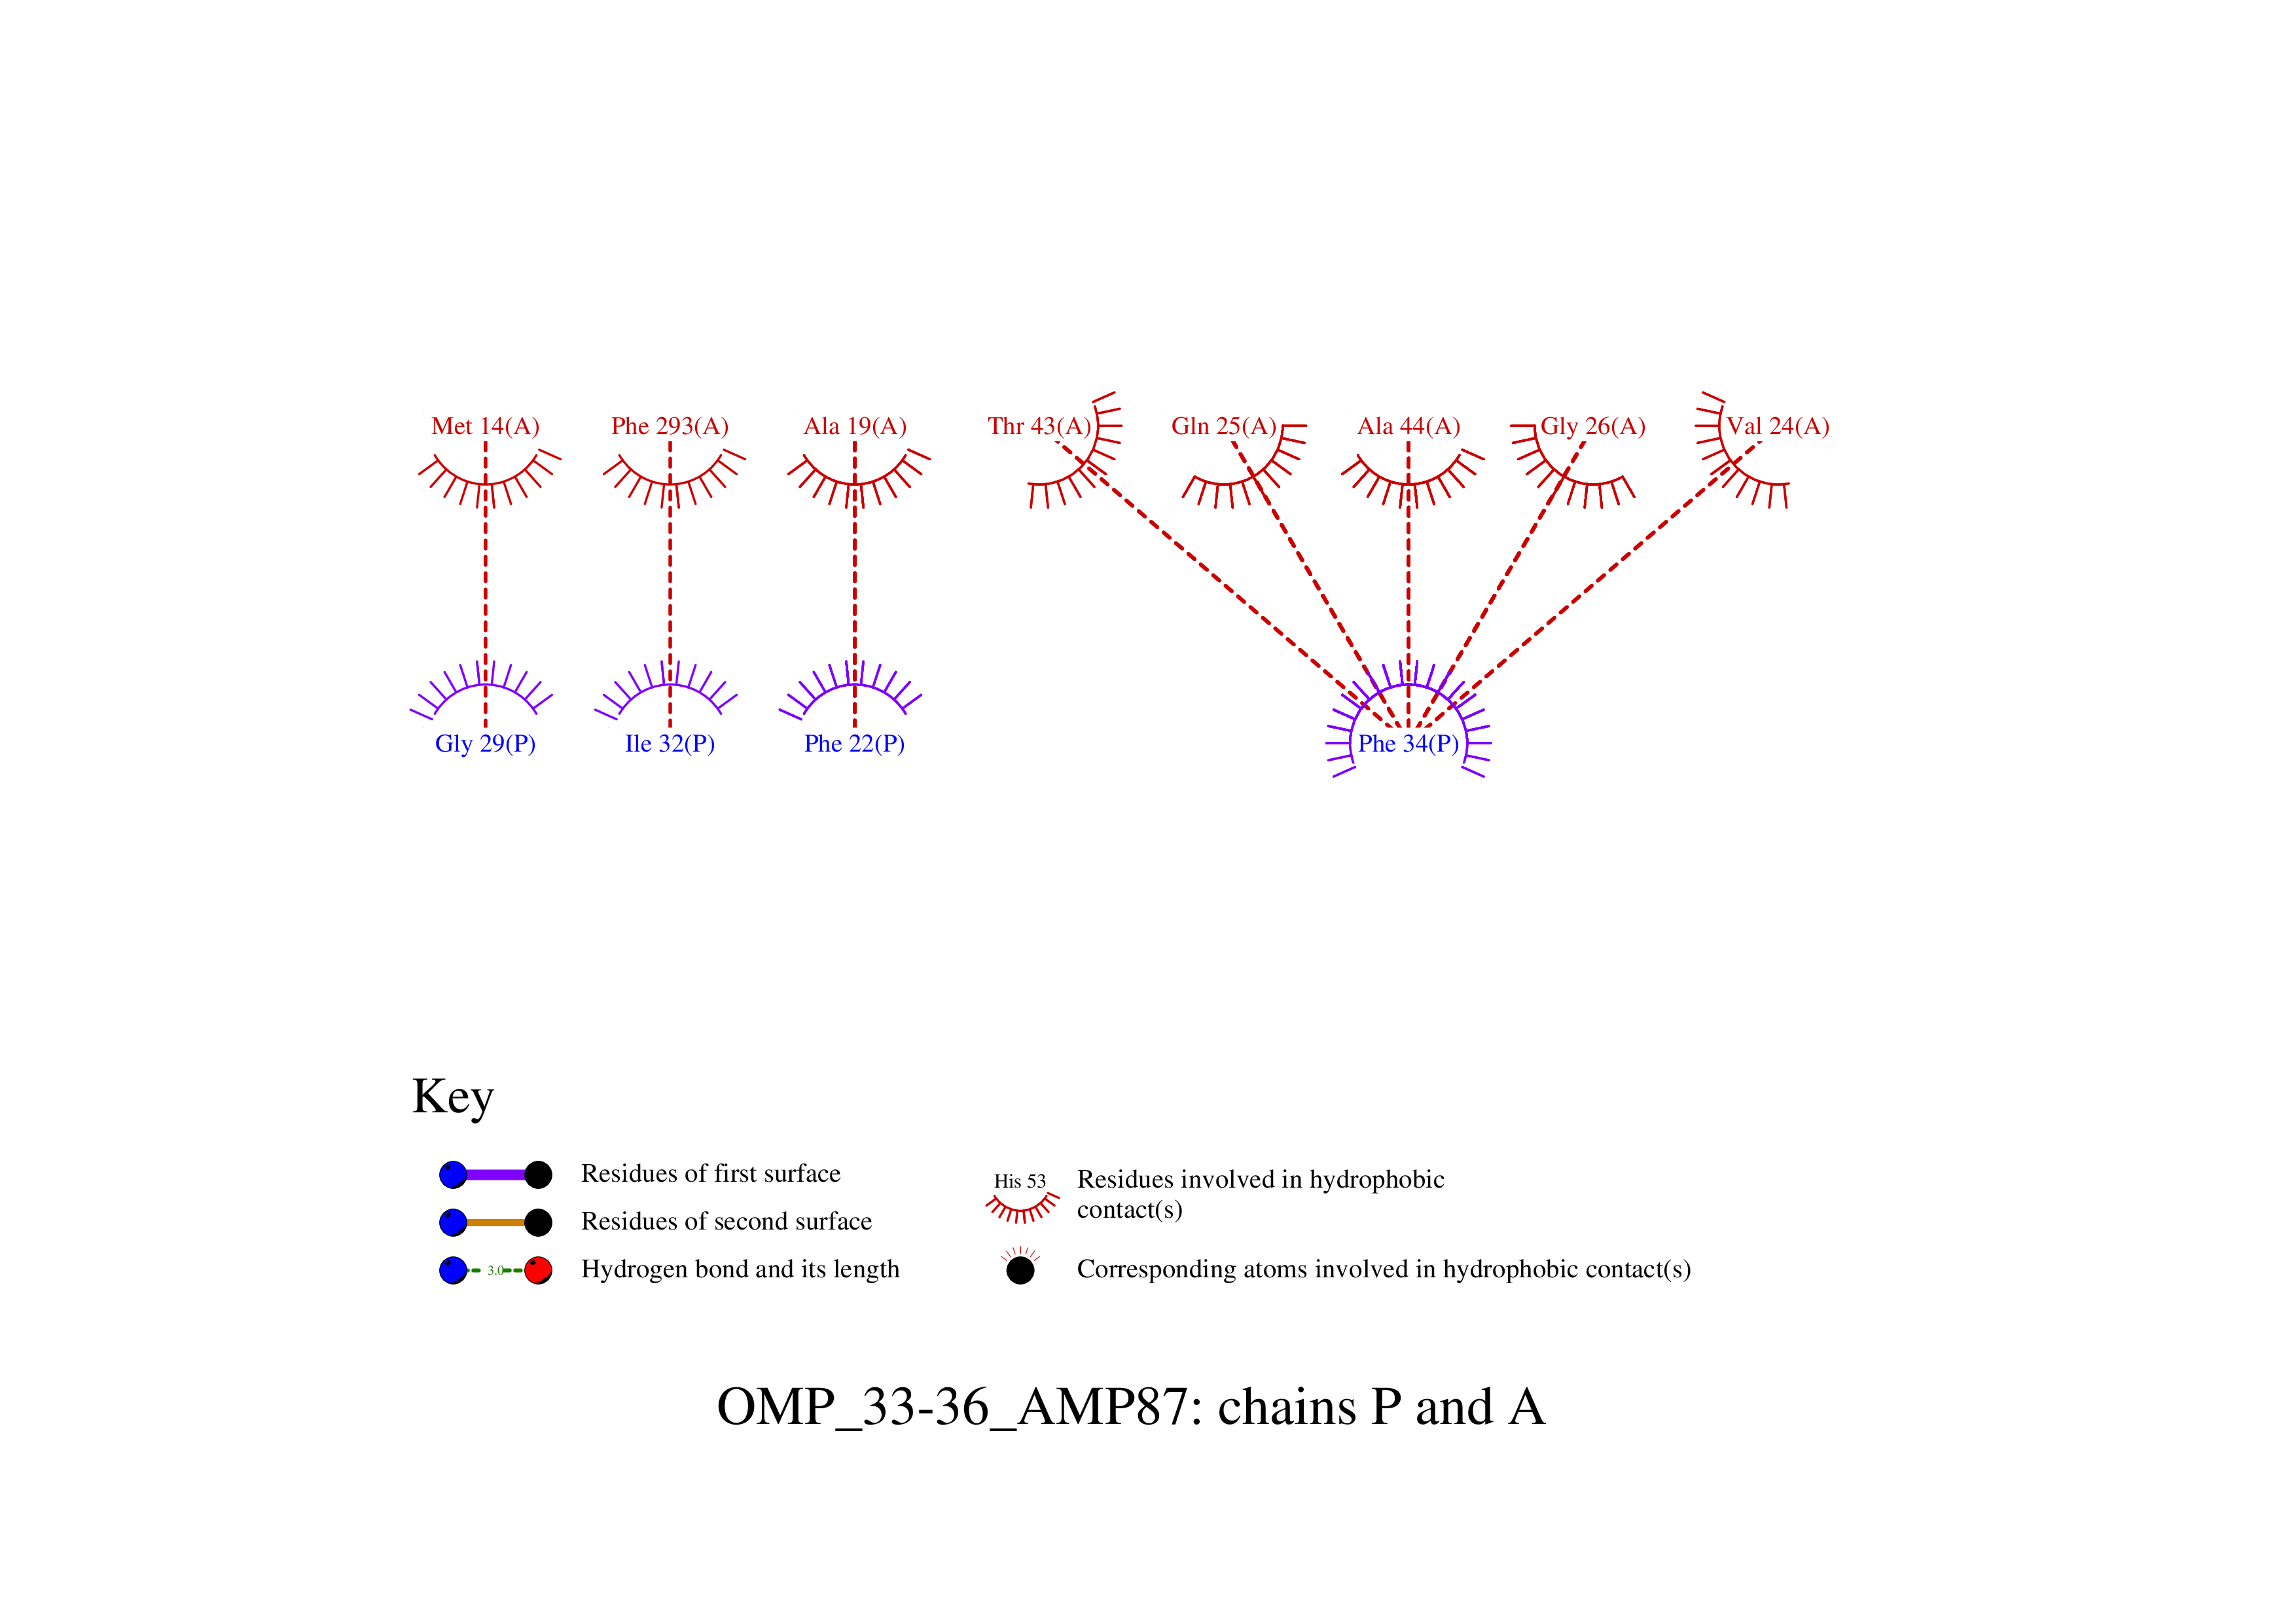 Met 14(A) Phe 293(A) Ala 19(A) Thr 43(A) Gln 25(A) Ala 44(A) Gly 26(A) Val 24(A)
Gly 29(P) Ile 32(P) Phe 22(P) Phe 34(P)
Key
Residues of first surface
Residues of second surface
3.0 Hydrogen bond and its length
His 53 Residues involved in hydrophobic
contact(s)
Corresponding atoms involved in hydrophobic contact(s)
OMP_33-36_AMP87: chains P and A